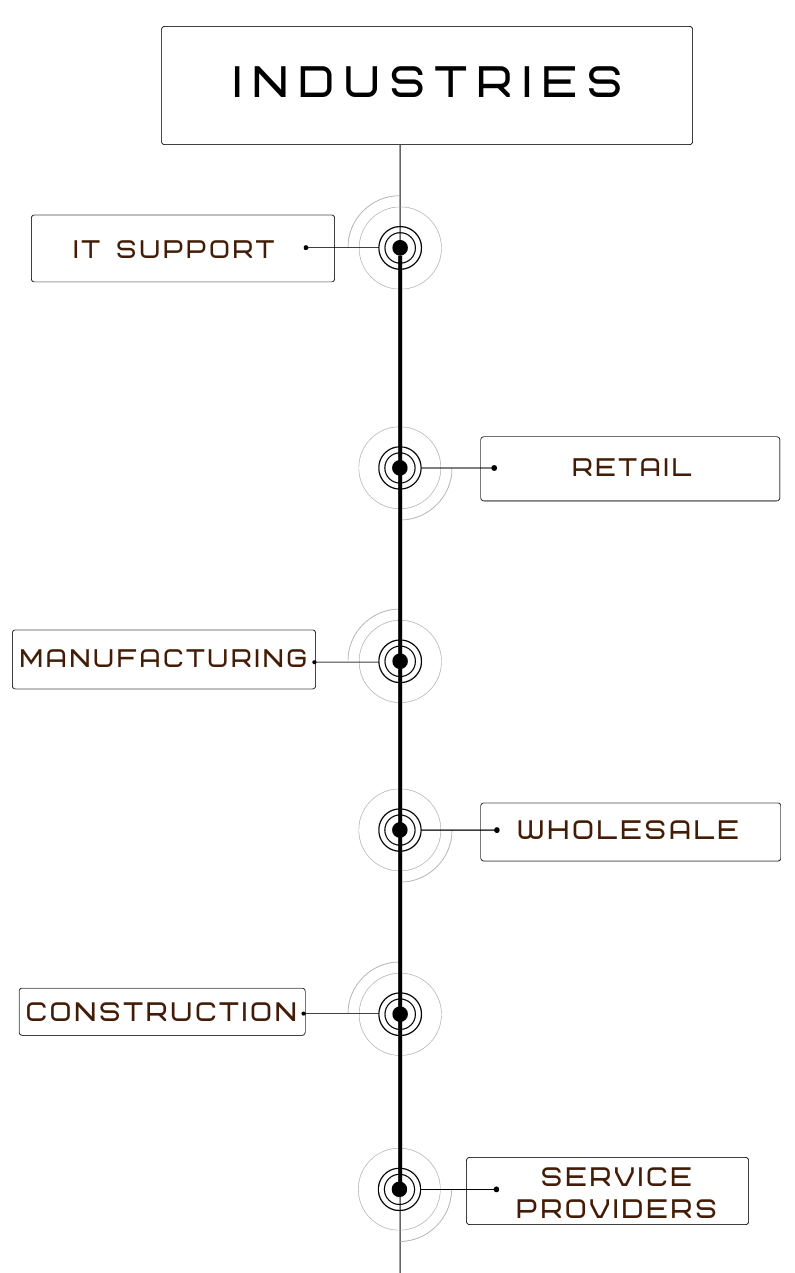 INDUSTRIES
IT SUPPORT
RETAIL
MANUFACTURING
WHOLESALE
CONSTRUCTION
SERVICE
PROVIDERS